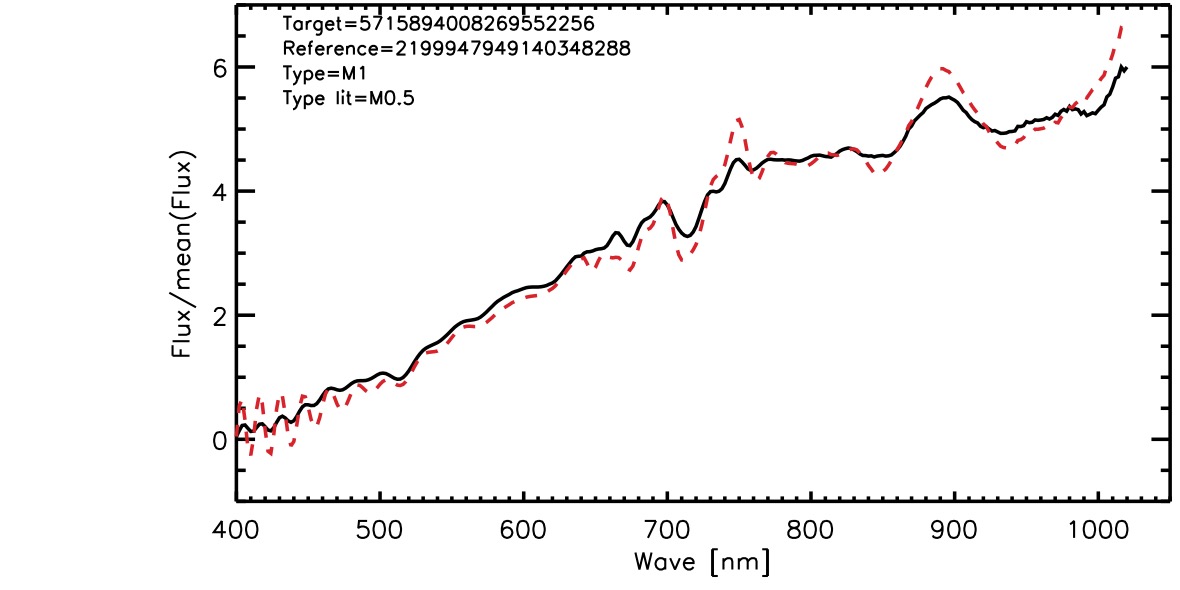 Target=5715894008269552256
Reference=2199947949140348288
Type=M1
Type lit=M0.5
6
4
2
0
Flux/mean(Flux)
400 500 600 700 800 900 1000
Wave [nm]